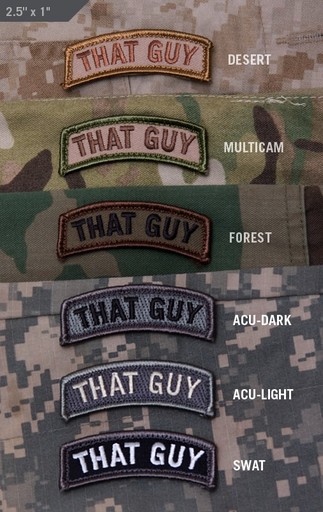 2.5" x 1"
THAT GUY
DESERT
THAT GUY
MULTICAM
THAT GUY
FOREST
THAT GUY
ACU-DARK
THAT GUY
ACU-LIGHT
THAT GUY
SWAT